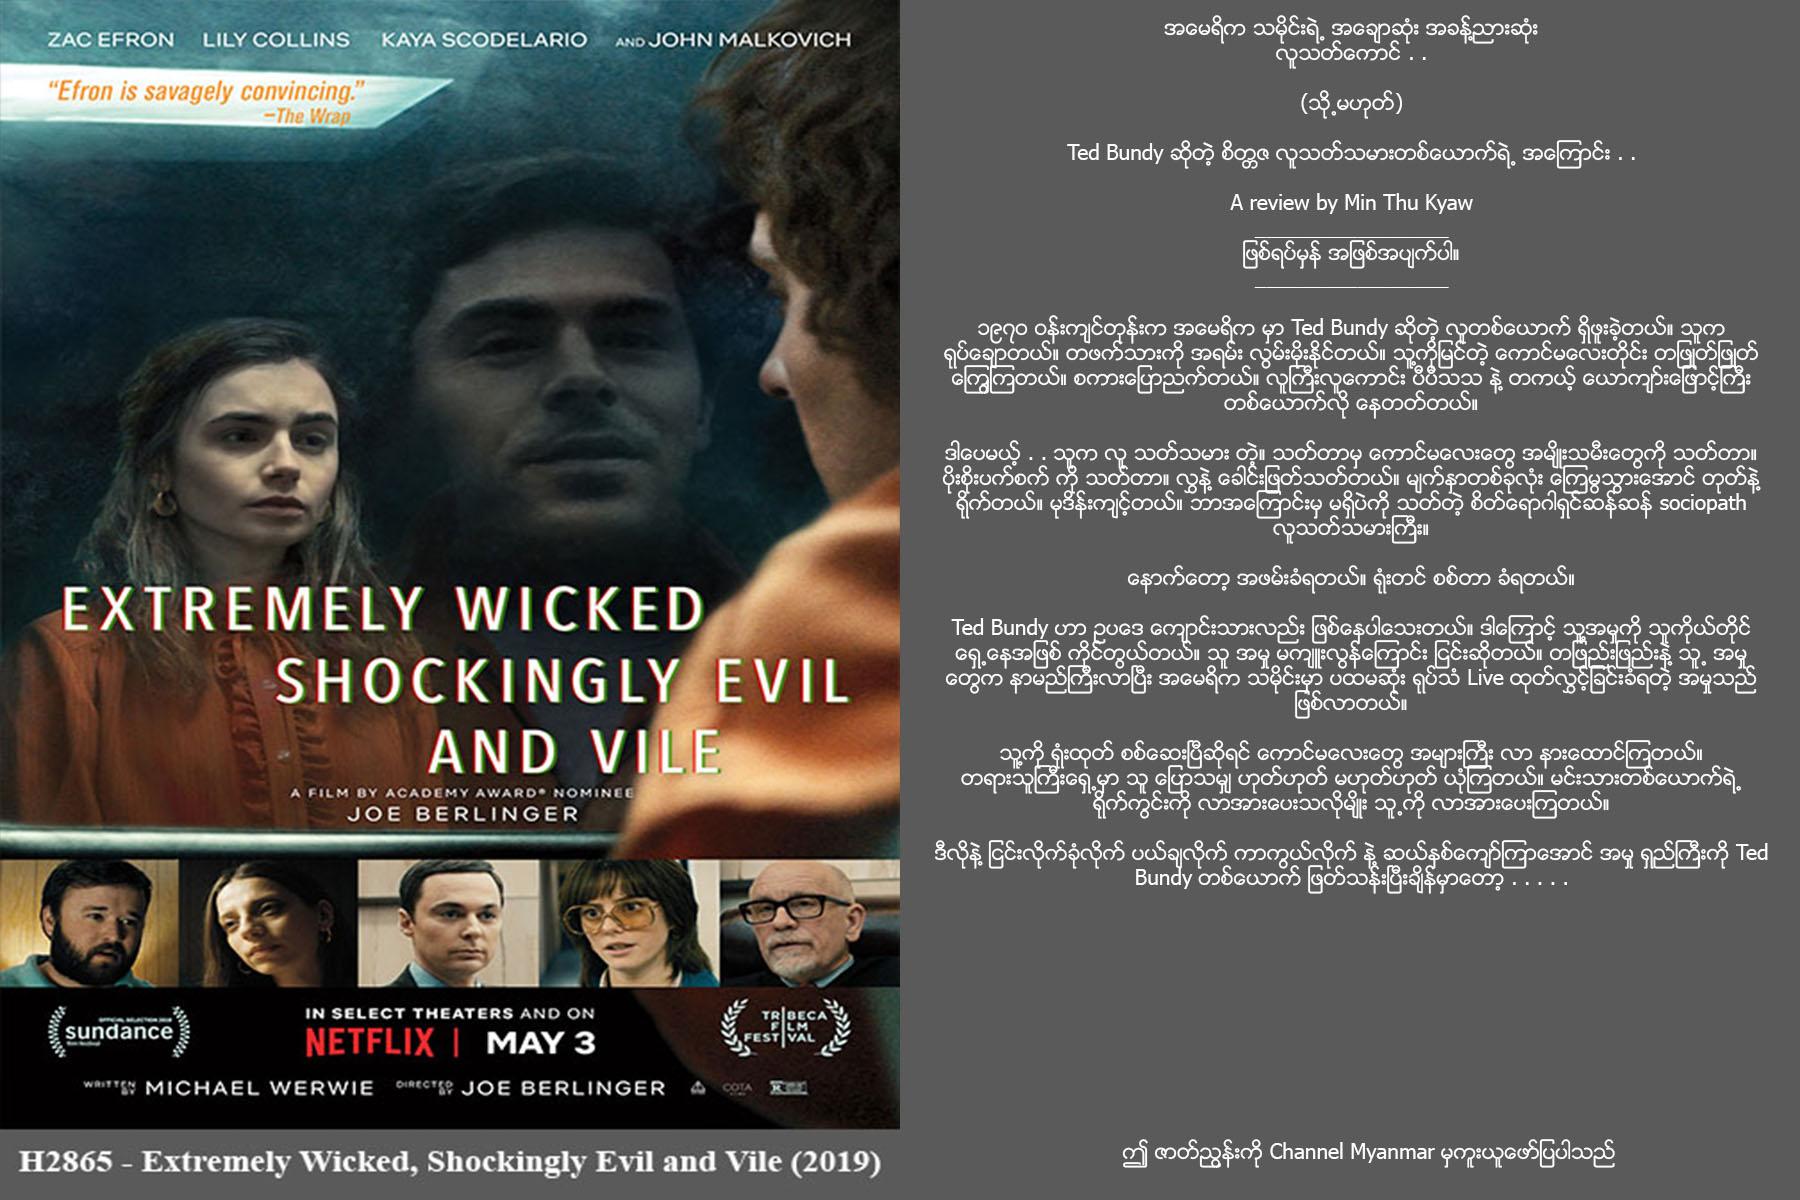 ZAC EFRON LILY COLLINS KAYA SCODELARIO AND JOHN MALKOVICH
"Efron is savagely convincing."
—The Wrap
EXTREMELY WICKED
SHOCKINGLY EVIL
AND VILE
A FILM BY ACADEMY AWARD® NOMINEE
JOE BERLINGER
OFFICIAL SELECTION 2019
sundance
film festival
IN SELECT THEATERS AND ON
NETFLIX | MAY 3
TRIBECA
FILM
FESTIVAL
WRITTEN BY MICHAEL WERWIE DIRECTED BY JOE BERLINGER
COTA
H2865 - Extremely Wicked, Shockingly Evil and Vile (2019)
အမေရိက သမိုင်းရဲ့ အချောဆုံး အခန့်ညားဆုံး
လူသတ်ကောင် . .
(သို့မဟုတ်)
Ted Bundy ဆိုတဲ့ စိတ္တဇ လူသတ်သမားတစ်ယောက်ရဲ့ အကြောင်း . .
A review by Min Thu Kyaw
ဖြစ်ရပ်မှန် အဖြစ်အပျက်ပါ။
၁၉၇၀ ဝန်းကျင်တုန်းက အမေရိက မှာ Ted Bundy ဆိုတဲ့ လူတစ်ယောက် ရှိဖူးခဲ့တယ်။ သူက
ရုပ်ချောတယ်။ တဖက်သားကို အရမ်း လွှမ်းမိုးနိုင်တယ်။ သူ့ကိုမြင်တဲ့ ကောင်မလေးတိုင်း တဖြုတ်ဖြုတ်
ကြွေကြတယ်။ စကားပြောညက်တယ်။ လူကြီးလူကောင်း ပီပီသသ နဲ့ တကယ့် ယောကျာ်းဖြောင့်ကြီး
တစ်ယောက်လို နေတတ်တယ်။
ဒါပေမယ့် . . သူက လူ သတ်သမား တဲ့။ သတ်တာမှ ကောင်မလေးတွေ အမျိုးသမီးတွေကို သတ်တာ။
ပိုးစိုးပက်စက် ကို သတ်တာ။ လွှနဲ့ ခေါင်းဖြတ်သတ်တယ်။ မျက်နာတစ်ခုလုံး ကြေမွသွားအောင် တုတ်နဲ့
ရိုက်တယ်။ မုဒိန်းကျင့်တယ်။ ဘာအကြောင်းမှ မရှိပဲကို သတ်တဲ့ စိတ်ရောဂါရှင်ဆန်ဆန် sociopath
လူသတ်သမားကြီး။
နောက်တော့ အဖမ်းခံရတယ်။ ရုံးတင် စစ်တာ ခံရတယ်။
Ted Bundy ဟာ ဥပဒေ ကျောင်းသားလည်း ဖြစ်နေပါသေးတယ်။ ဒါကြောင့် သူ့အမှုကို သူကိုယ်တိုင်
ရှေ့နေအဖြစ် ကိုင်တွယ်တယ်။ သူ အမှု မကျူးလွန်ကြောင်း ငြင်းဆိုတယ်။ တဖြည်းဖြည်းနဲ့ သူ့ အမှု
တွေက နာမည်ကြီးလာပြီး အမေရိက သမိုင်းမှာ ပထမဆုံး ရုပ်သံ Live ထုတ်လွှင့်ခြင်းခံရတဲ့ အမှုသည်
ဖြစ်လာတယ်။
သူ့ကို ရုံးထုတ် စစ်ဆေးပြီဆိုရင် ကောင်မလေးတွေ အများကြီး လာ နားထောင်ကြတယ်။
တရားသူကြီးရှေ့မှာ သူ ပြောသမျှ ဟုတ်ဟုတ် မဟုတ်ဟုတ် ယုံကြတယ်။ မင်းသားတစ်ယောက်ရဲ့
ရိုက်ကွင်းကို လာအားပေးသလိုမျိုး သူ့ကို လာအားပေးကြတယ်။
ဒီလိုနဲ့ ငြင်းလိုက်ခုံလိုက် ပယ်ချလိုက် ကာကွယ်လိုက် နဲ့ ဆယ်နှစ်ကျော်ကြာအောင် အမှု ရှည်ကြီးကို Ted
Bundy တစ်ယောက် ဖြတ်သန်းပြီးချိန်မှာတော့ . . . . .
ဤ ဇာတ်ညွှန်းကို Channel Myanmar မှကူးယူဖော်ပြပါသည်